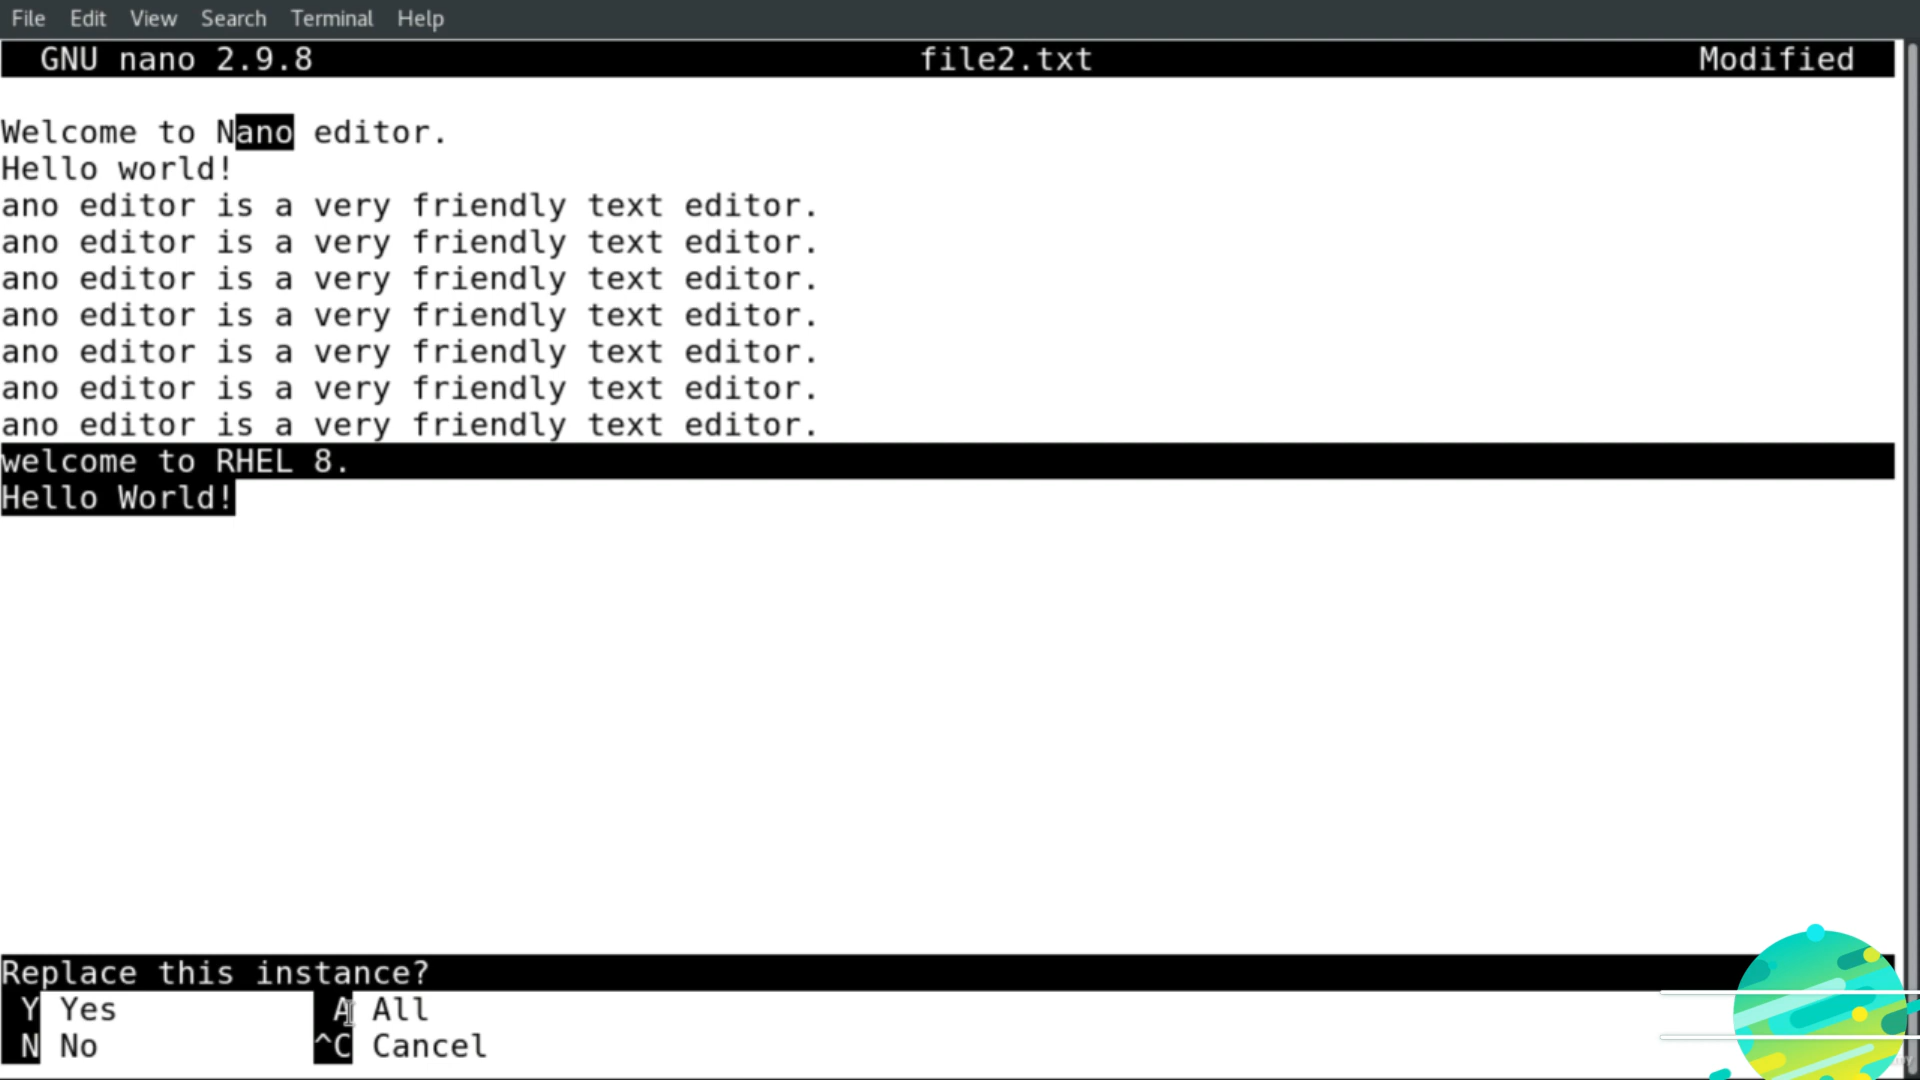 File Edit View Search Terminal Help
GNU nano 2.9.8 file2.txt Modified
Welcome to Nano editor.
Hello world!
ano editor is a very friendly text editor.
ano editor is a very friendly text editor.
ano editor is a very friendly text editor.
ano editor is a very friendly text editor.
ano editor is a very friendly text editor.
ano editor is a very friendly text editor.
ano editor is a very friendly text editor.
welcome to RHEL 8.
Hello World!
Replace this instance?
Y Yes A All
N No ^C Cancel